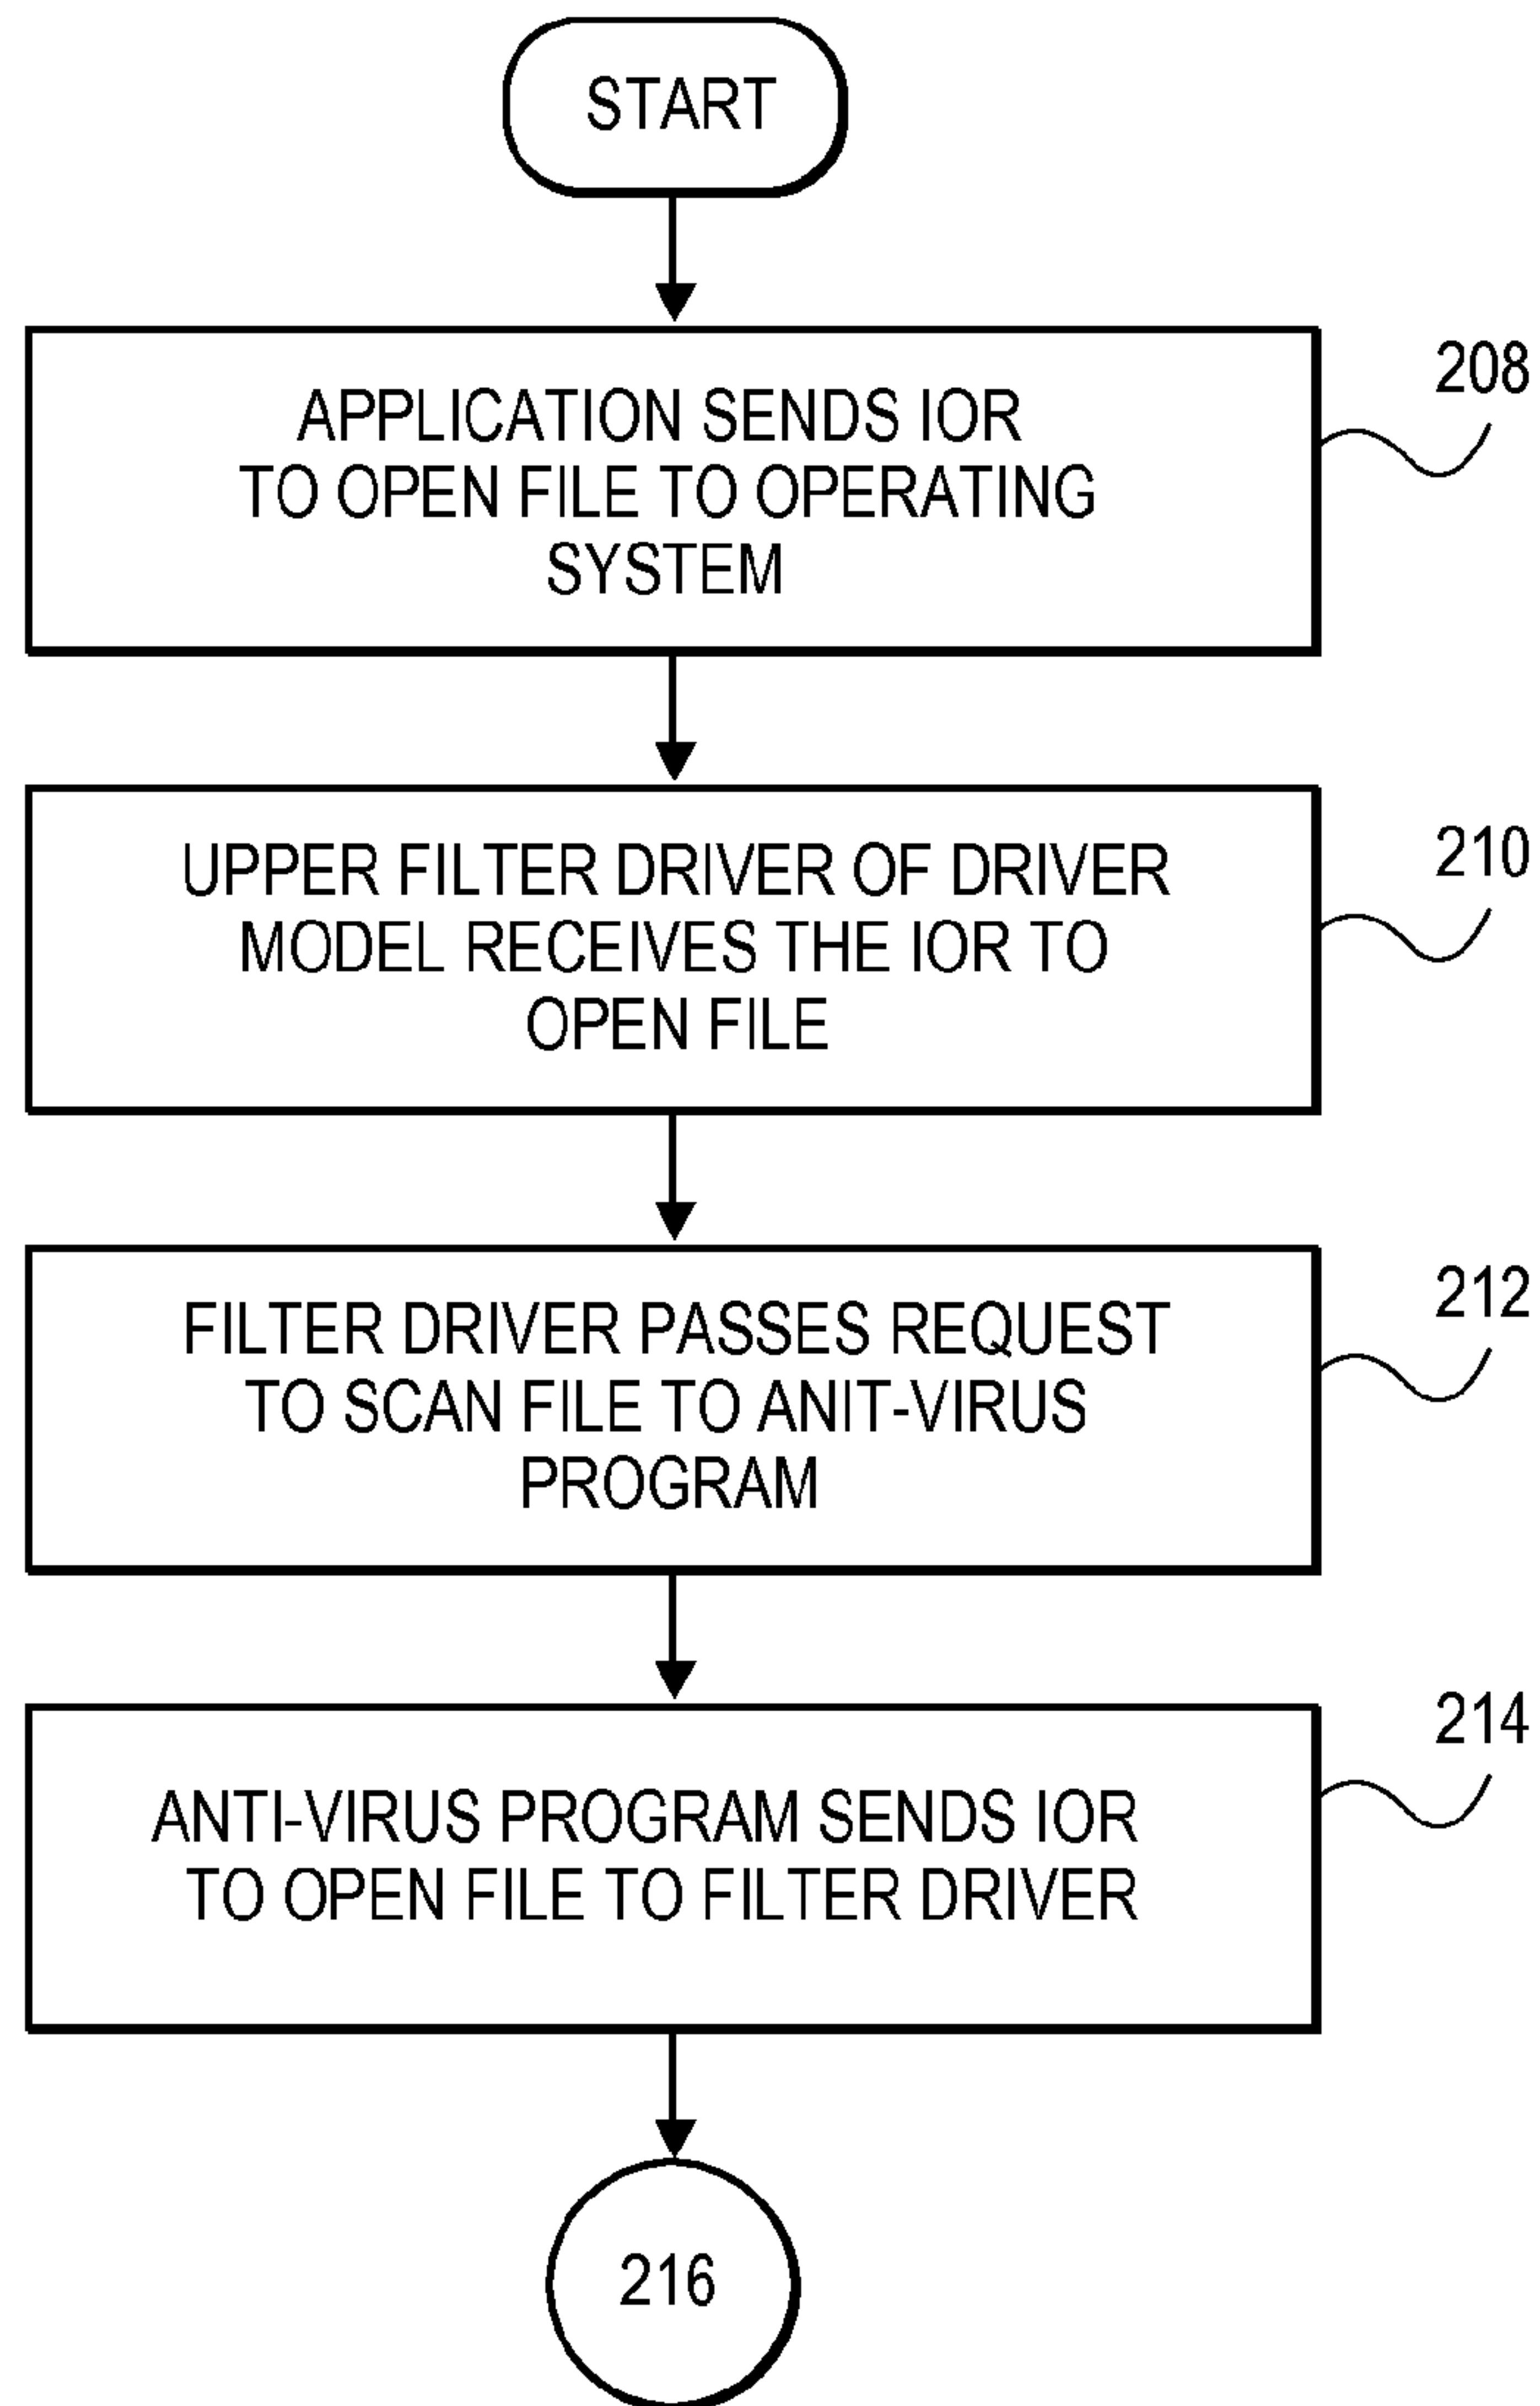 START
208
APPLICATION SENDS IOR
TO OPEN FILE TO OPERATING
SYSTEM
210
UPPER FILTER DRIVER OF DRIVER
MODEL RECEIVES THE IOR TO
OPEN FILE
212
FILTER DRIVER PASSES REQUEST
TO SCAN FILE TO ANIT-VIRUS
PROGRAM
214
ANTI-VIRUS PROGRAM SENDS IOR
TO OPEN FILE TO FILTER DRIVER
216